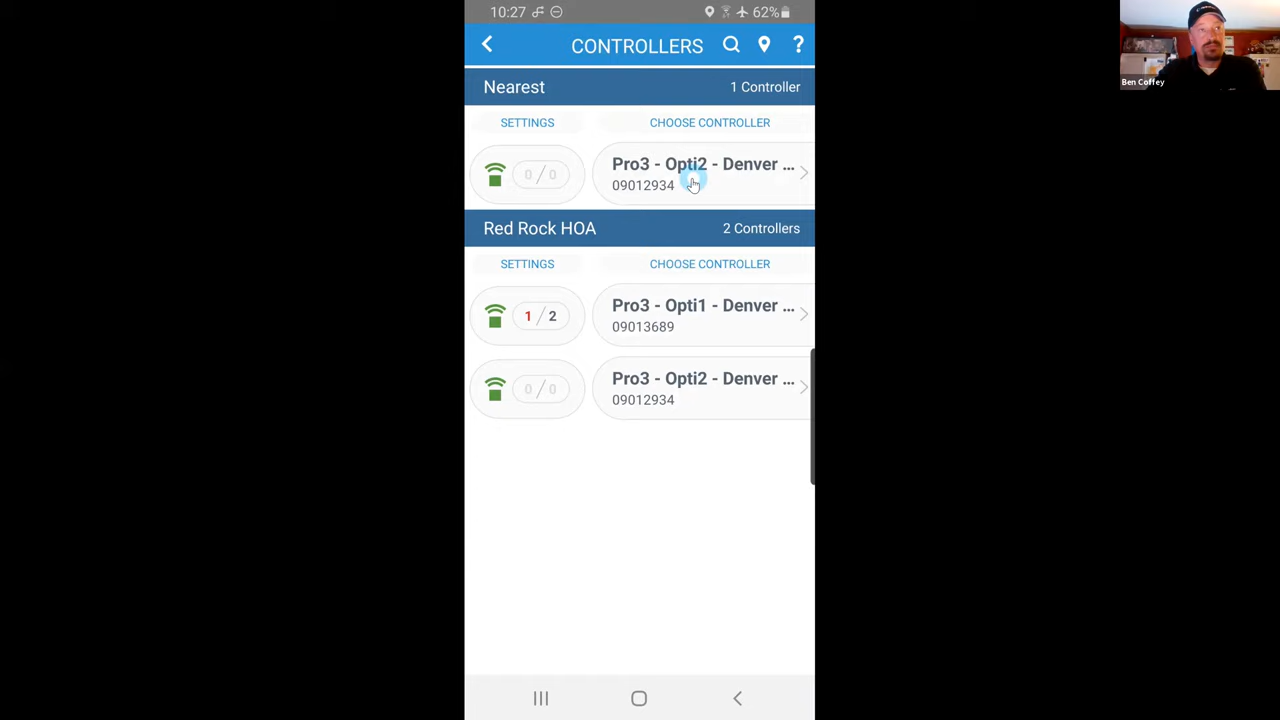 10:27
62%
CONTROLLERS
?
Nearest
1 Controller
SETTINGS
CHOOSE CONTROLLER
0 / 0
Pro3 - Opti2 - Denver ...
09012934
Red Rock HOA
2 Controllers
SETTINGS
CHOOSE CONTROLLER
1 / 2
Pro3 - Opti1 - Denver ...
09013689
0 / 0
Pro3 - Opti2 - Denver ...
09012934
Ben Coffey